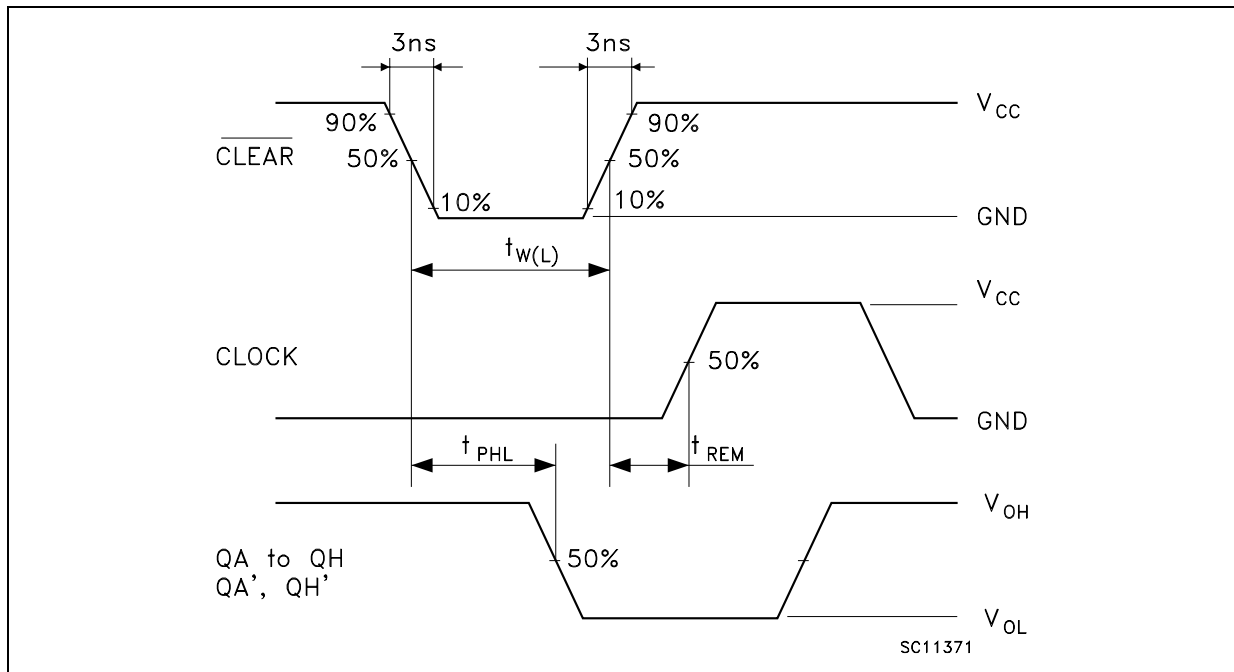 3ns 3ns
V CC
90% 90%
CLEAR 50% 50%
10% 10%
GND
tW(L)
V CC
CLOCK 50%
GND
t PHL t REM
V OH
QA to QH 50%
QA’, QH’
V OL
SC11371